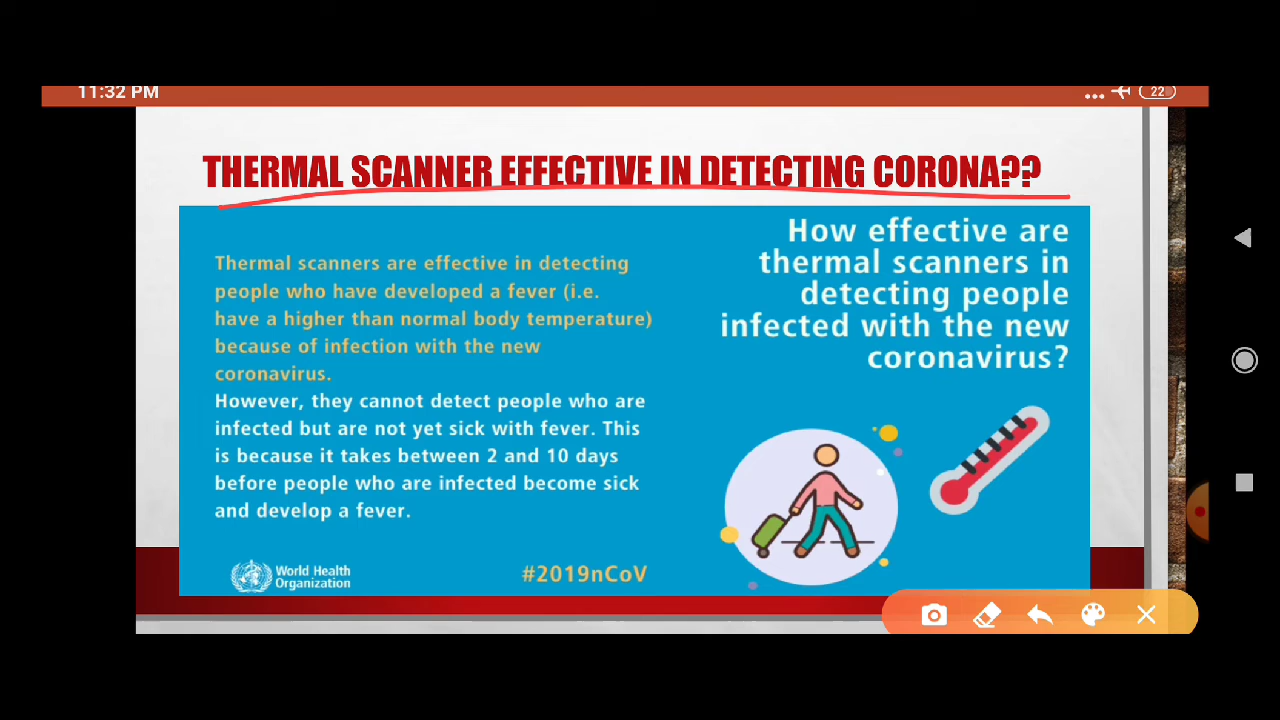 11:32 PM
22
THERMAL SCANNER EFFECTIVE IN DETECTING CORONA??
How effective are
thermal scanners in
detecting people
infected with the new
coronavirus?
Thermal scanners are effective in detecting
people who have developed a fever (i.e.
have a higher than normal body temperature)
because of infection with the new
coronavirus.
However, they cannot detect people who are
infected but are not yet sick with fever. This
is because it takes between 2 and 10 days
before people who are infected become sick
and develop a fever.
World Health
Organization
#2019nCoV